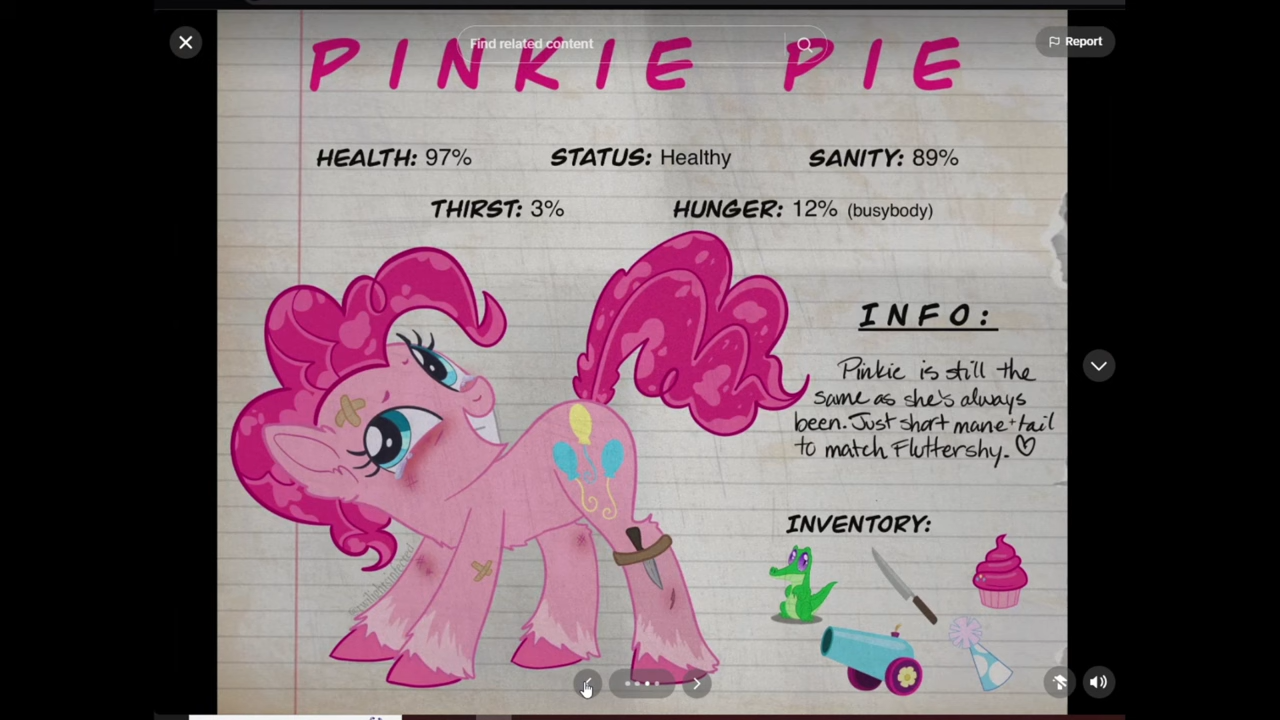 Find related content
Report
PINKIE PIE
HEALTH: 97%
STATUS: Healthy
SANITY: 89%
THIRST: 3%
HUNGER: 12% (busybody)
INFO:
Pinkie is still the
same as she's always
been. Just short mane + tail
to match Fluttershy. ♡
INVENTORY: